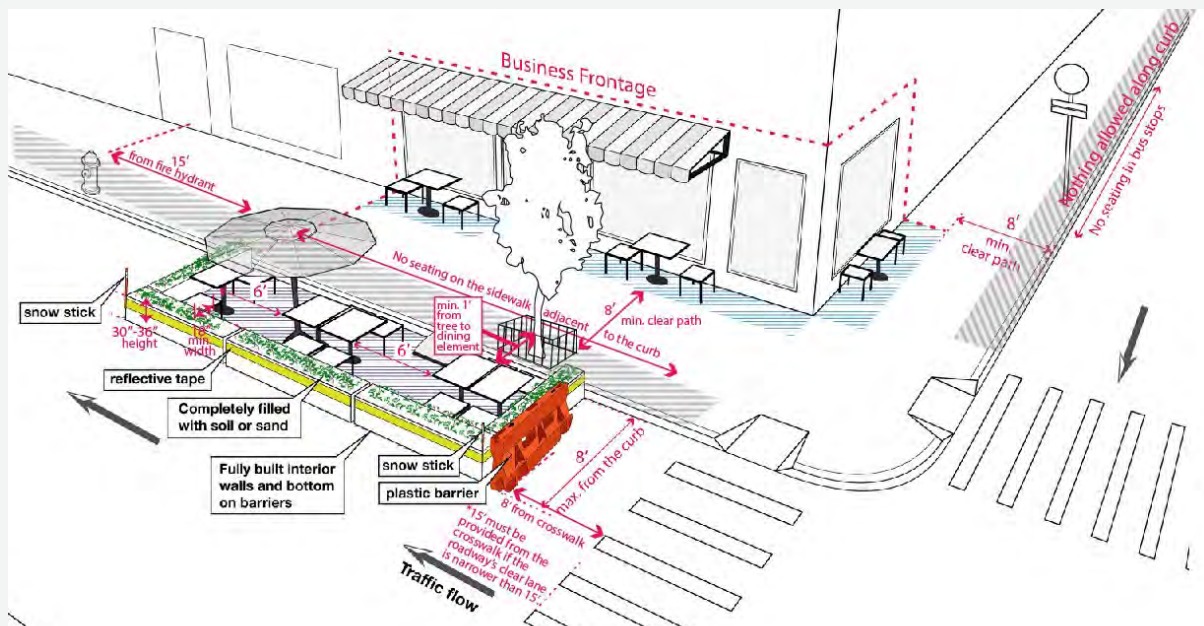 Business Frontage
Nothing allowed along curb
No seating in bus stops
15’
from fire hydrant
8’
min.
clear path
No seating on the sidewalk
adjacent
to the curb
6’
8’
min. clear path
min. 1’
from
tree to
dining
element
snow stick
30”-36”
height
18”
min.
width
6’
reflective tape
Completely filled
with soil or sand
Fully built interior
walls and bottom
on barriers
snow stick
plastic barrier
8’
max. from the curb
8’ from crosswalk
*15’ must be
provided from the
crosswalk if the
roadway’s clear lane
is narrower than 15’
Traffic flow